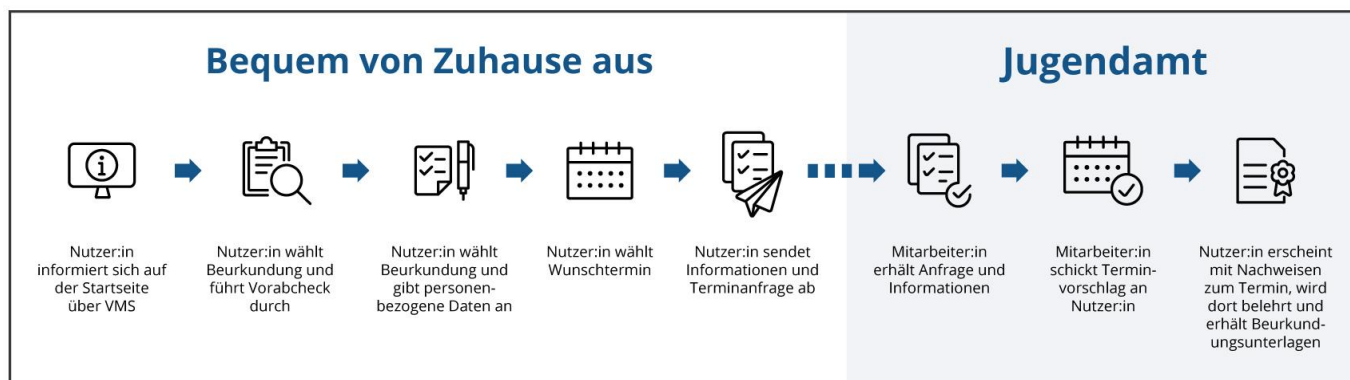 Bequem von Zuhause aus
Jugendamt
Nutzer:in
informiert sich auf
der Startseite
über VMS
Nutzer:in wählt
Beurkundung und
führt Vorabcheck
durch
Nutzer:in wählt
Beurkundung und
gibt personen-
bezogene Daten an
Nutzer:in wählt
Wunschtermin
Nutzer:in sendet
Informationen und
Terminanfrage ab
Mitarbeiter:in
erhält Anfrage und
Informationen
Mitarbeiter:in
schickt Termin-
vorschlag an
Nutzer:in
Nutzer:in erscheint
mit Nachweisen
zum Termin, wird
dort belehrt und
erhält Beurkund-
ungsunterlagen